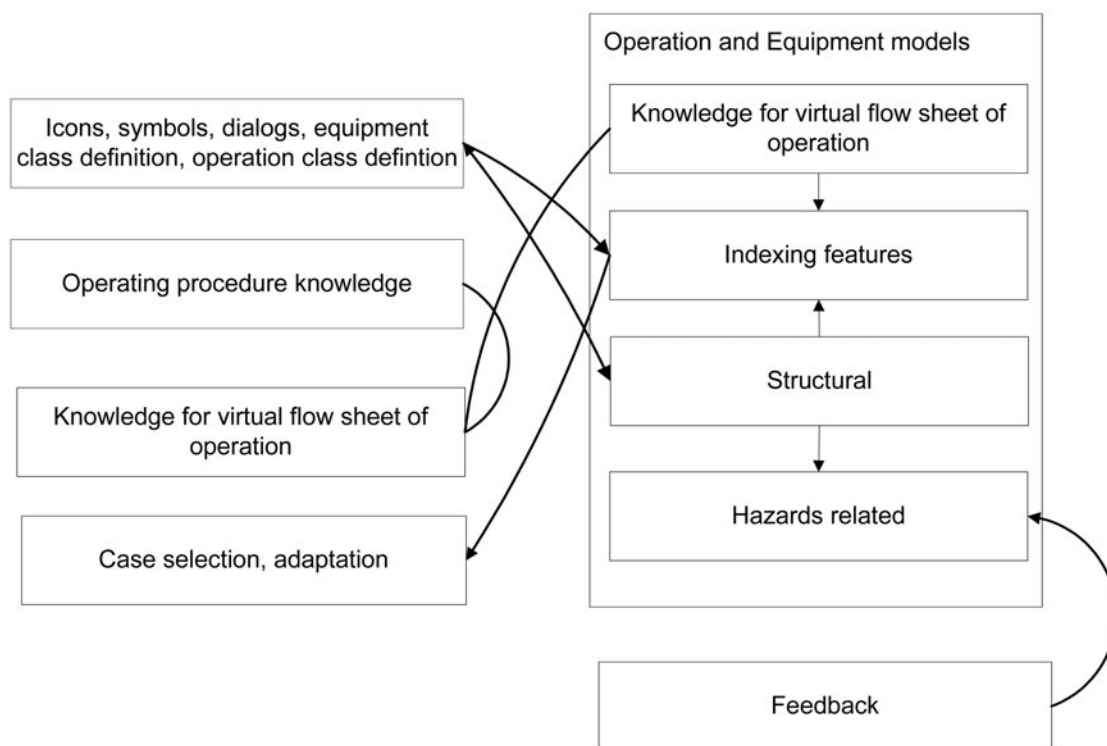 Operation and Equipment models
Icons, symbols, dialogs, equipment
class definition, operation class defintion
Operating procedure knowledge
Knowledge for virtual flow sheet of
operation
Case selection, adaptation
Knowledge for virtual flow sheet of
operation
Indexing features
Structural
Hazards related
Feedback